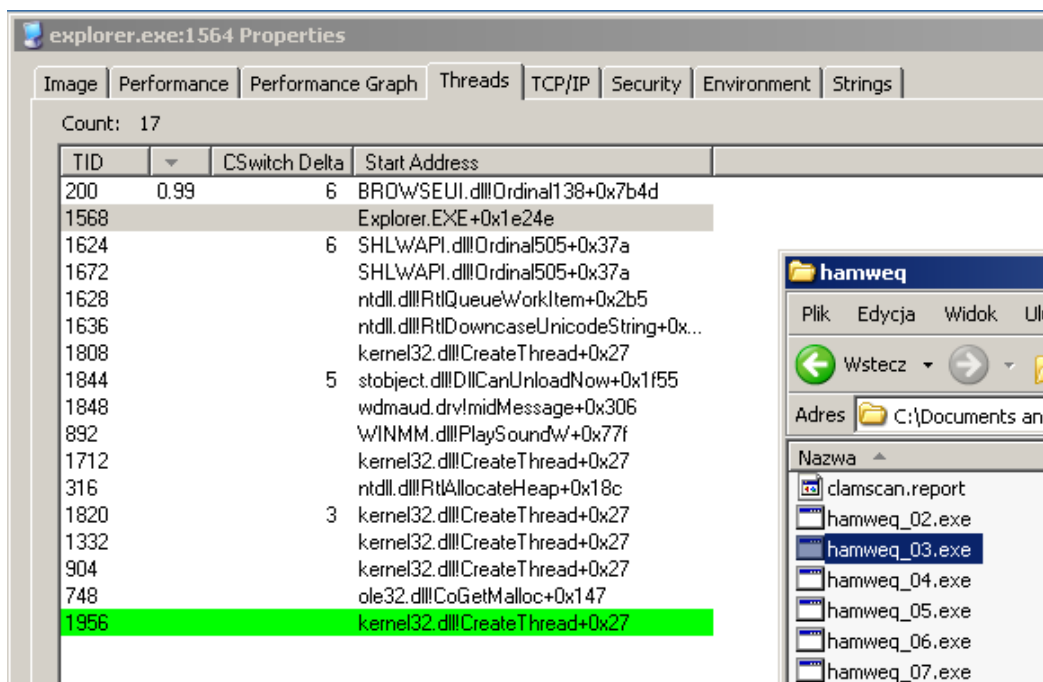 explorer.exe:1564 Properties
Image Performance Performance Graph Threads TCP/IP Security Environment Strings
Count: 17
TID CSwitch Delta Start Address
200 0.99 6 BROWSEUI.dll!Ordinal138+0x7b4d
1568 Explorer.EXE+0x1e24e
1624 6 SHLWAPI.dll!Ordinal505+0x37a
1672 SHLWAPI.dll!Ordinal505+0x37a
1628 ntdll.dll!RtlQueueWorkItem+0x2b5
1636 ntdll.dll!RtlDowncaseUnicodeString+0x...
1808 kernel32.dll!CreateThread+0x27
1844 5 stobject.dll!DllCanUnloadNow+0x1f55
1848 wdmaud.drv!midMessage+0x306
892 WINMM.dll!PlaySoundW+0x77f
1712 kernel32.dll!CreateThread+0x27
316 ntdll.dll!RtlAllocateHeap+0x18c
1820 3 kernel32.dll!CreateThread+0x27
1332 kernel32.dll!CreateThread+0x27
904 kernel32.dll!CreateThread+0x27
748 ole32.dll!CoGetMalloc+0x147
1956 kernel32.dll!CreateThread+0x27
hamweq
Plik Edycja Widok Ul
Wstecz
Adres C:\Documents an
Nazwa
clamscan.report
hamweq_02.exe
hamweq_03.exe
hamweq_04.exe
hamweq_05.exe
hamweq_06.exe
hamweq_07.exe